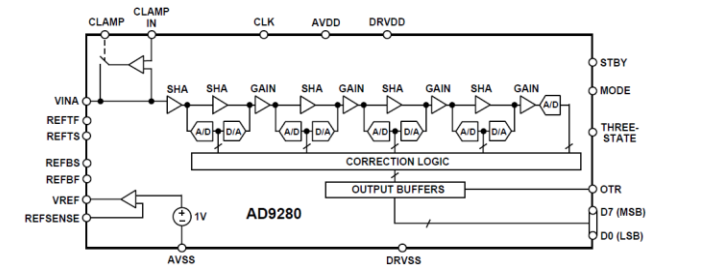 CLAMP
CLAMP
IN
CLK
AVDD
DRVDD
STBY
MODE
THREE-
STATE
SHA
SHA
GAIN
SHA
GAIN
SHA
GAIN
SHA
GAIN
VINA
A/D
REFTF
REFTS
A/D
D/A
A/D
D/A
A/D
D/A
A/D
D/A
REFBS
CORRECTION LOGIC
REFBF
OUTPUT BUFFERS
OTR
VREF
REFSENSE
1V
AD9280
D7 (MSB)
D0 (LSB)
AVSS
DRVSS